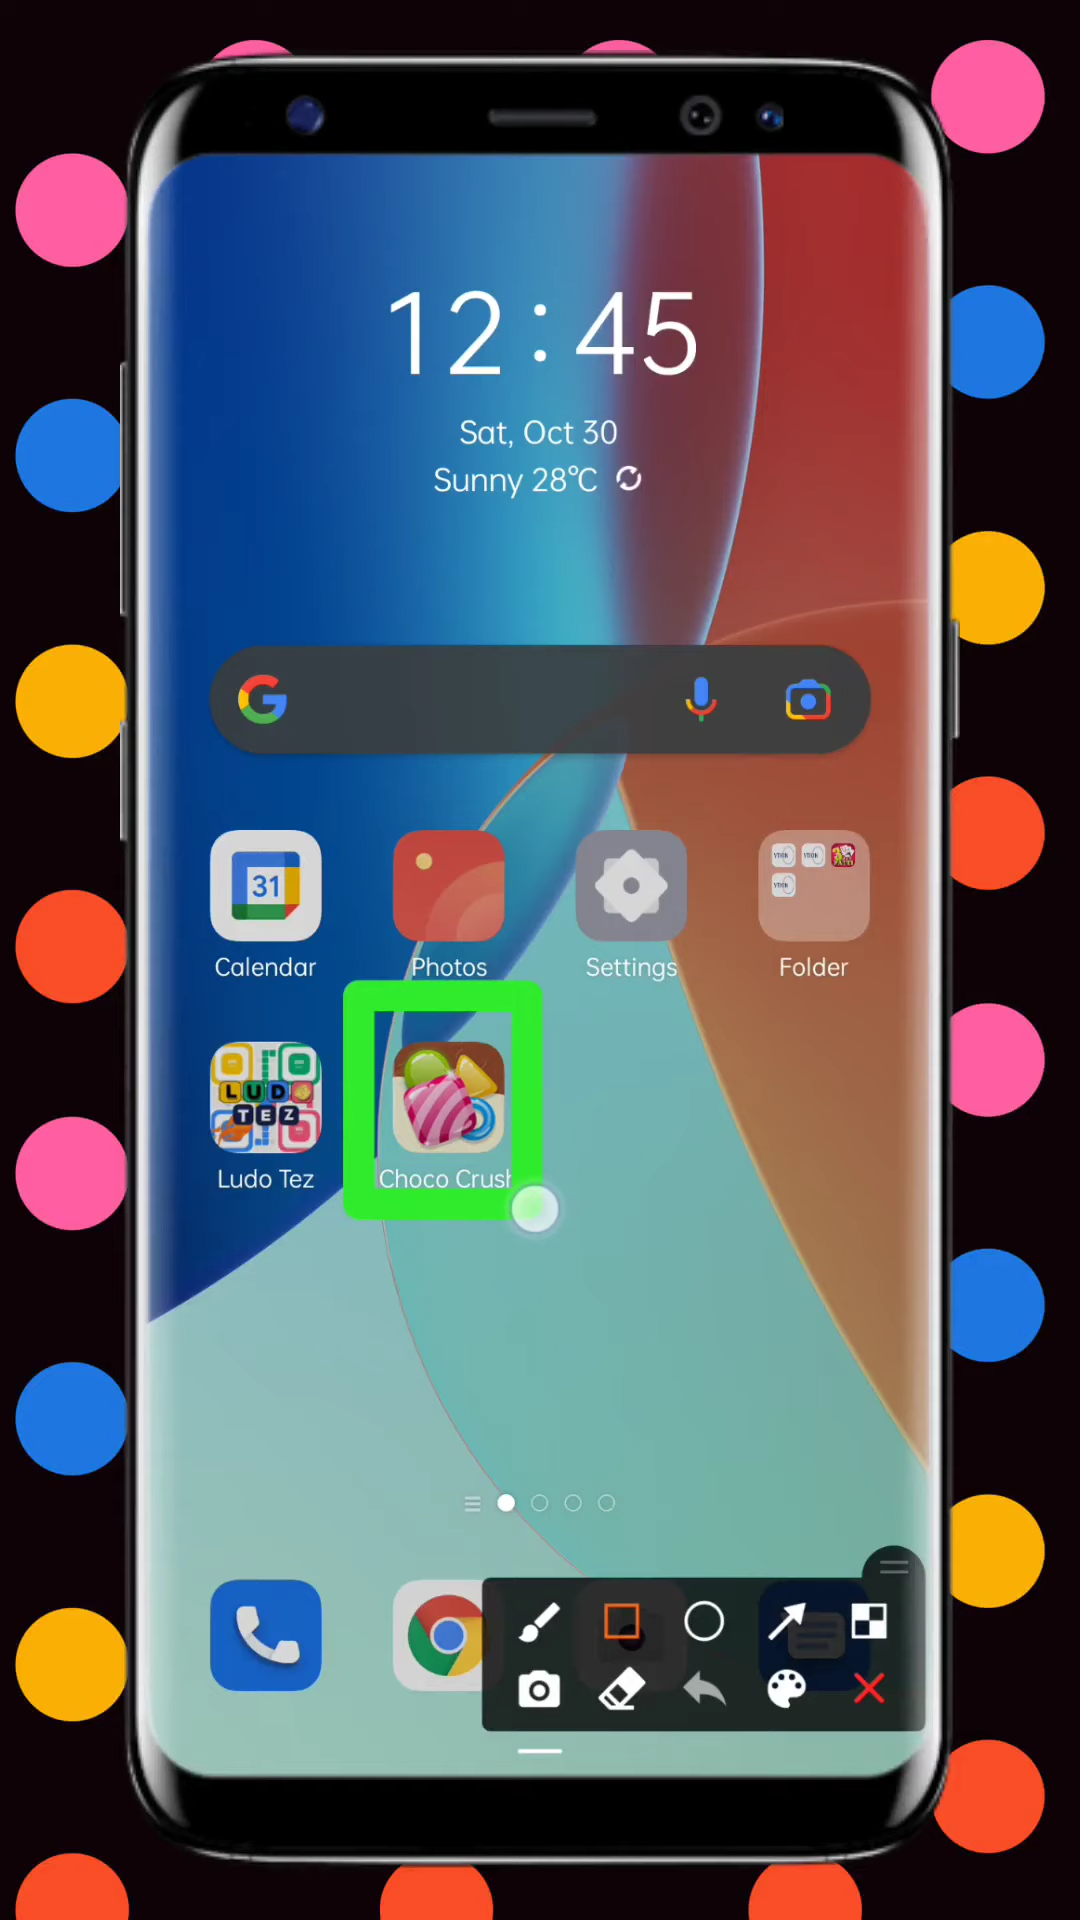 12:45
Sat, Oct 30
Sunny 28°C
31
Calendar
Photos
Settings
Folder
LUDO
TEZ
Ludo Tez
Choco Crush